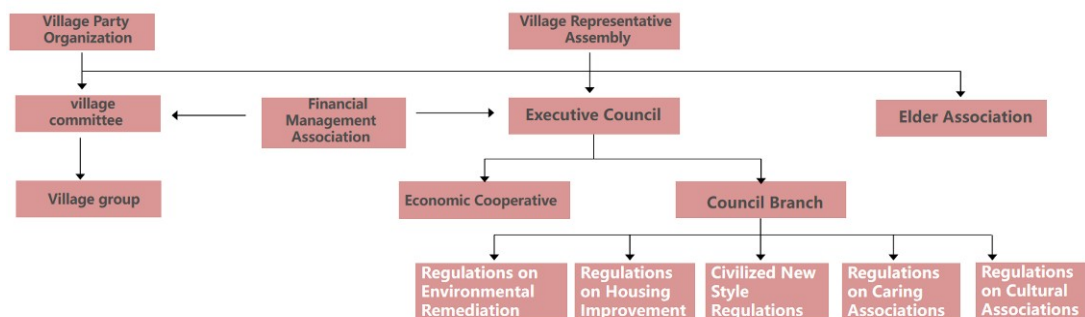 Village Party
Organization
Village Representative
Assembly
village
committee
Financial
Management
Association
Executive Council
Elder Association
Village group
Economic Cooperative
Council Branch
Regulations on
Environmental
Remediation
Regulations
on Housing
Improvement
Civilized New
Style
Regulations
Regulations
on Caring
Associations
Regulations
on Cultural
Associations